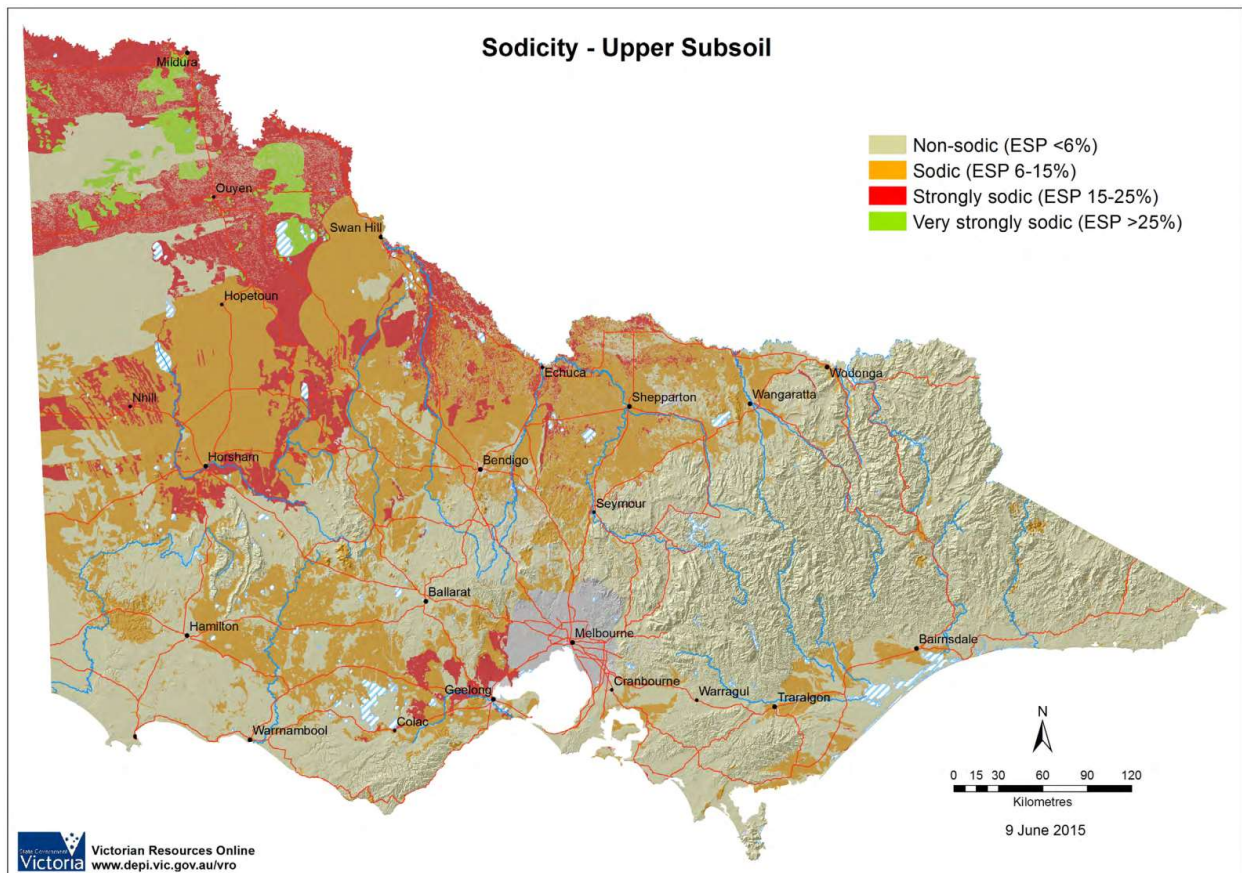 Sodicity - Upper Subsoil
Mildura
Non-sodic (ESP <6%)
Sodic (ESP 6-15%)
Strongly sodic (ESP 15-25%)
Very strongly sodic (ESP >25%)
Ouyen
Swan Hill
Hopetoun
Echuca
Wodonga
Nhill
Shepparton
Wangaratta
Horsham
Bendigo
Seymour
Ballarat
Hamilton
Melbourne
Bairnsdale
Geelong
Cranbourne
Warragul
Traralgon
Colac
Warrnambool
N
0 15 30 60 90 120
Kilometres
9 June 2015
State Government
Victoria
Victorian Resources Online
www.depi.vic.gov.au/vro